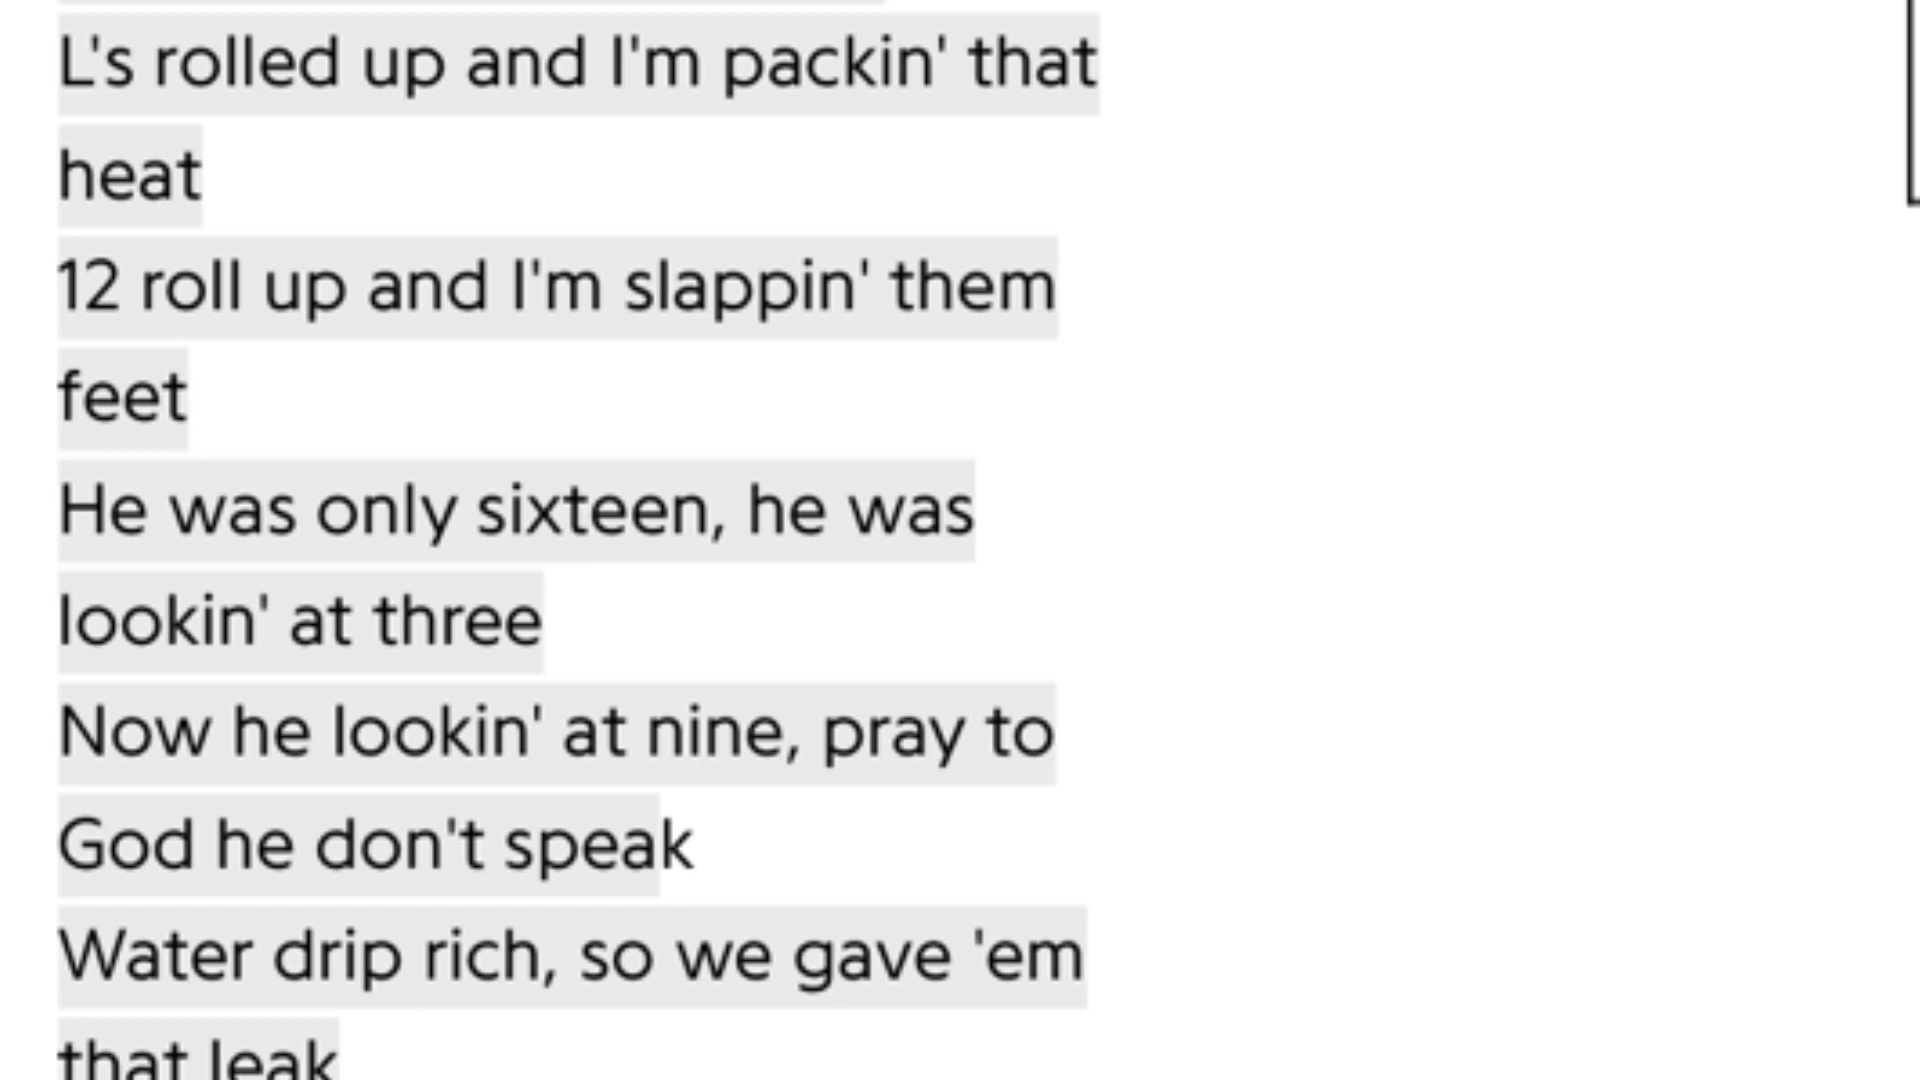 L's rolled up and I'm packin' that
heat
12 roll up and I'm slappin' them
feet
He was only sixteen, he was
lookin' at three
Now he lookin' at nine, pray to
God he don't speak
Water drip rich, so we gave 'em
that leak